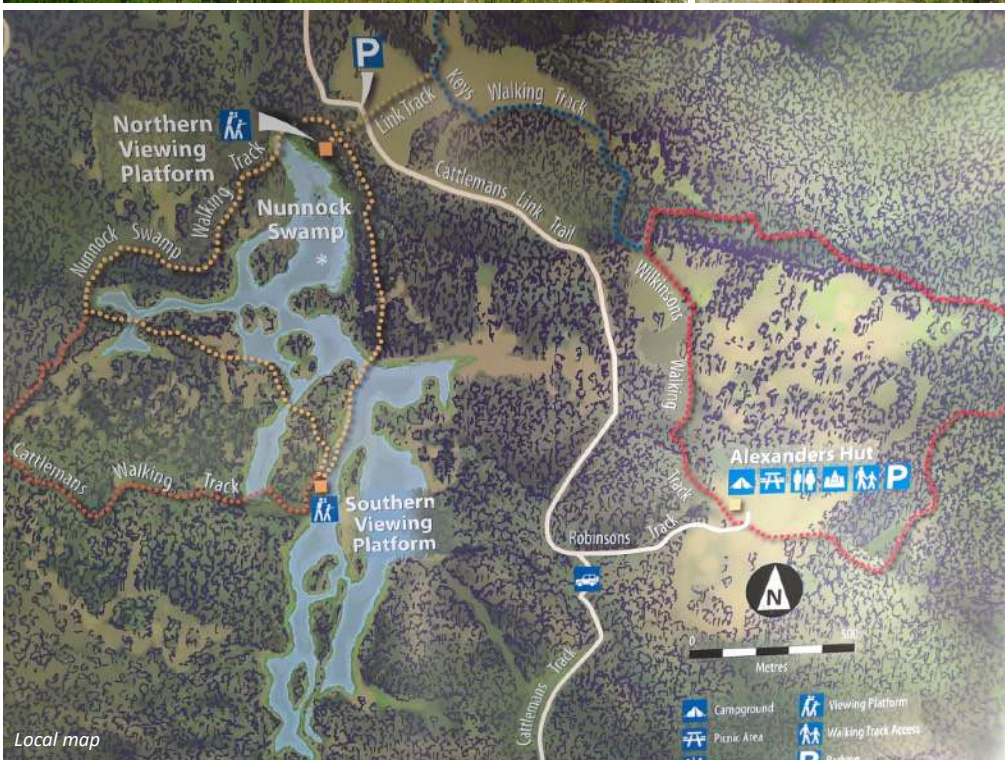 P
Northern
Viewing
Platform
Link Track
Keys Walking Track
Nunnock Swamp Walking Track
Nunnock
Swamp
*
Cattlemans Link Trail
Wilkinsons Walking Track
Alexanders Hut
P
Cattlemans Walking Track
Southern
Viewing
Platform
Robinsons Track
N
0 500
Metres
Cattlemans Track
Campground
Viewing Platform
Picnic Area
Walking Track Access
P
Local map